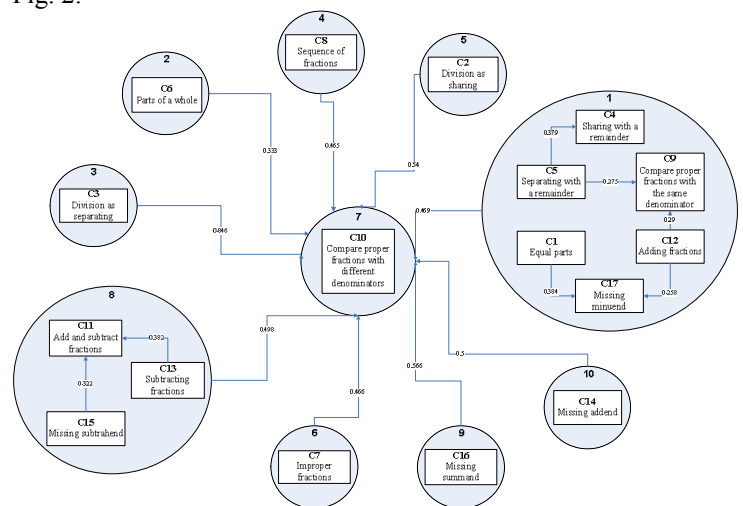 Fig. 2.
4
C8
Sequence of
fractions
5
C2
Division as
sharing
2
C6
Parts of a whole
1
C4
Sharing with a
remainder
0.379
C5
Separating with
a remainder
0.275
C9
Compare proper
fractions with
the same
denominator
0.29
C1
Equal parts
C12
Adding fractions
0.384
C17
Missing
minuend
0.258
0.333
0.465
0.54
0.469
3
C3
Division as
separating
0.846
7
C10
Compare proper
fractions with
different
denominators
8
C11
Add and subtract
fractions
0.382
C13
Subtracting
fractions
0.322
C15
Missing subtrahend
0.498
0.466
0.566
0.5
6
C7
Improper
fractions
9
C16
Missing
summand
10
C14
Missing addend